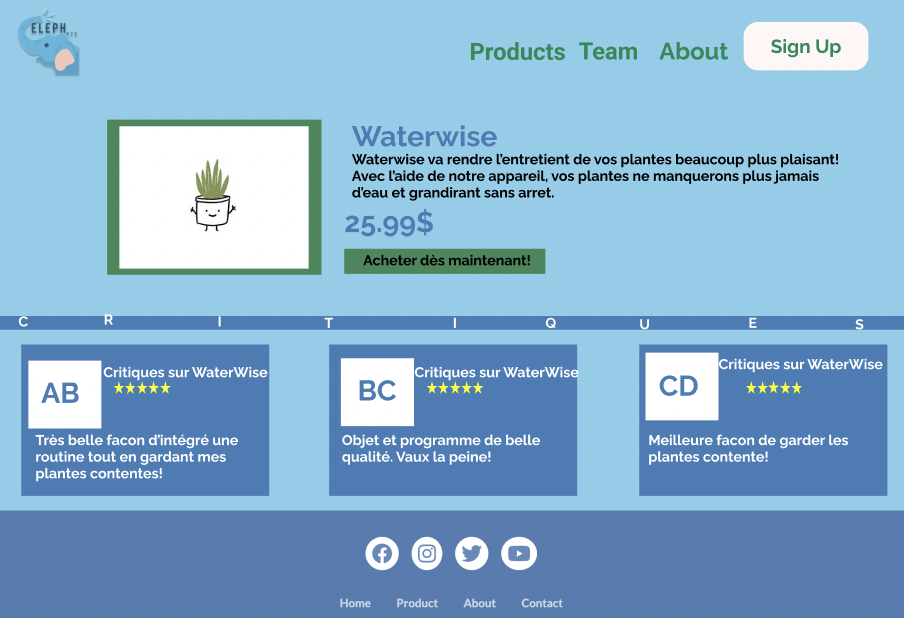 ELEPH...
Products Team About Sign Up
Waterwise
Waterwise va rendre l'entretient de vos plantes beaucoup plus plaisant!
Avec l'aide de notre appareil, vos plantes ne manquerons plus jamais
d'eau et grandirant sans arret.
25.99$
Acheter dès maintenant!
C R I T I Q U E S
AB
Critiques sur WaterWise
Très belle facon d'intégré une
routine tout en gardant mes
plantes contentes!
BC
Critiques sur WaterWise
Objet et programme de belle
qualité. Vaux la peine!
CD
Critiques sur WaterWise
Meilleure facon de garder les
plantes contente!
Home Product About Contact